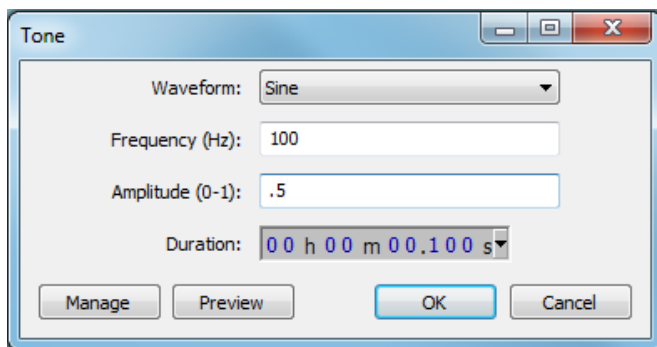 Tone
Waveform: Sine
Frequency (Hz): 100
Amplitude (0-1): .5
Duration: 00 h 00 m 00.100 s
Manage Preview OK Cancel